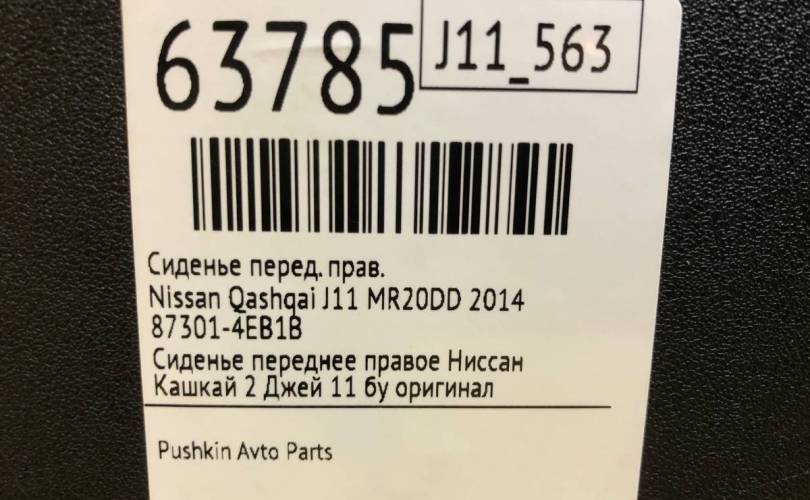 63785
J11_563
Сиденье перед. прав.
Nissan Qashqai J11 MR20DD 2014
87301-4EB1B
Сиденье переднее правое Ниссан
Кашкай 2 Джей 11 бу оригинал
Pushkin Avto Parts